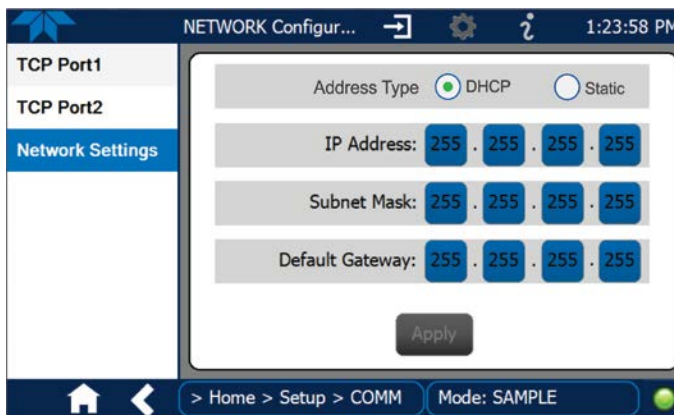 NETWORK Configur... 1:23:58 PM
TCP Port1
TCP Port2
Network Settings
Address Type DHCP Static
IP Address: 255 . 255 . 255 . 255
Subnet Mask: 255 . 255 . 255 . 255
Default Gateway: 255 . 255 . 255 . 255
Apply
> Home > Setup > COMM Mode: SAMPLE